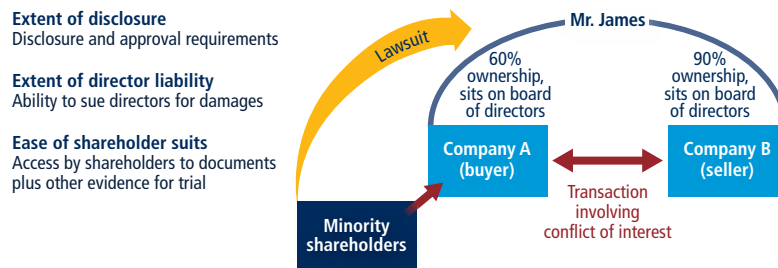 Extent of disclosure
Disclosure and approval requirements
Extent of director liability
Ability to sue directors for damages
Ease of shareholder suits
Access by shareholders to documents
plus other evidence for trial
Lawsuit
Mr. James
60%
ownership,
sits on board
of directors
90%
ownership,
sits on board
of directors
Company A
(buyer)
Company B
(seller)
Transaction
involving
conflict of interest
Minority
shareholders